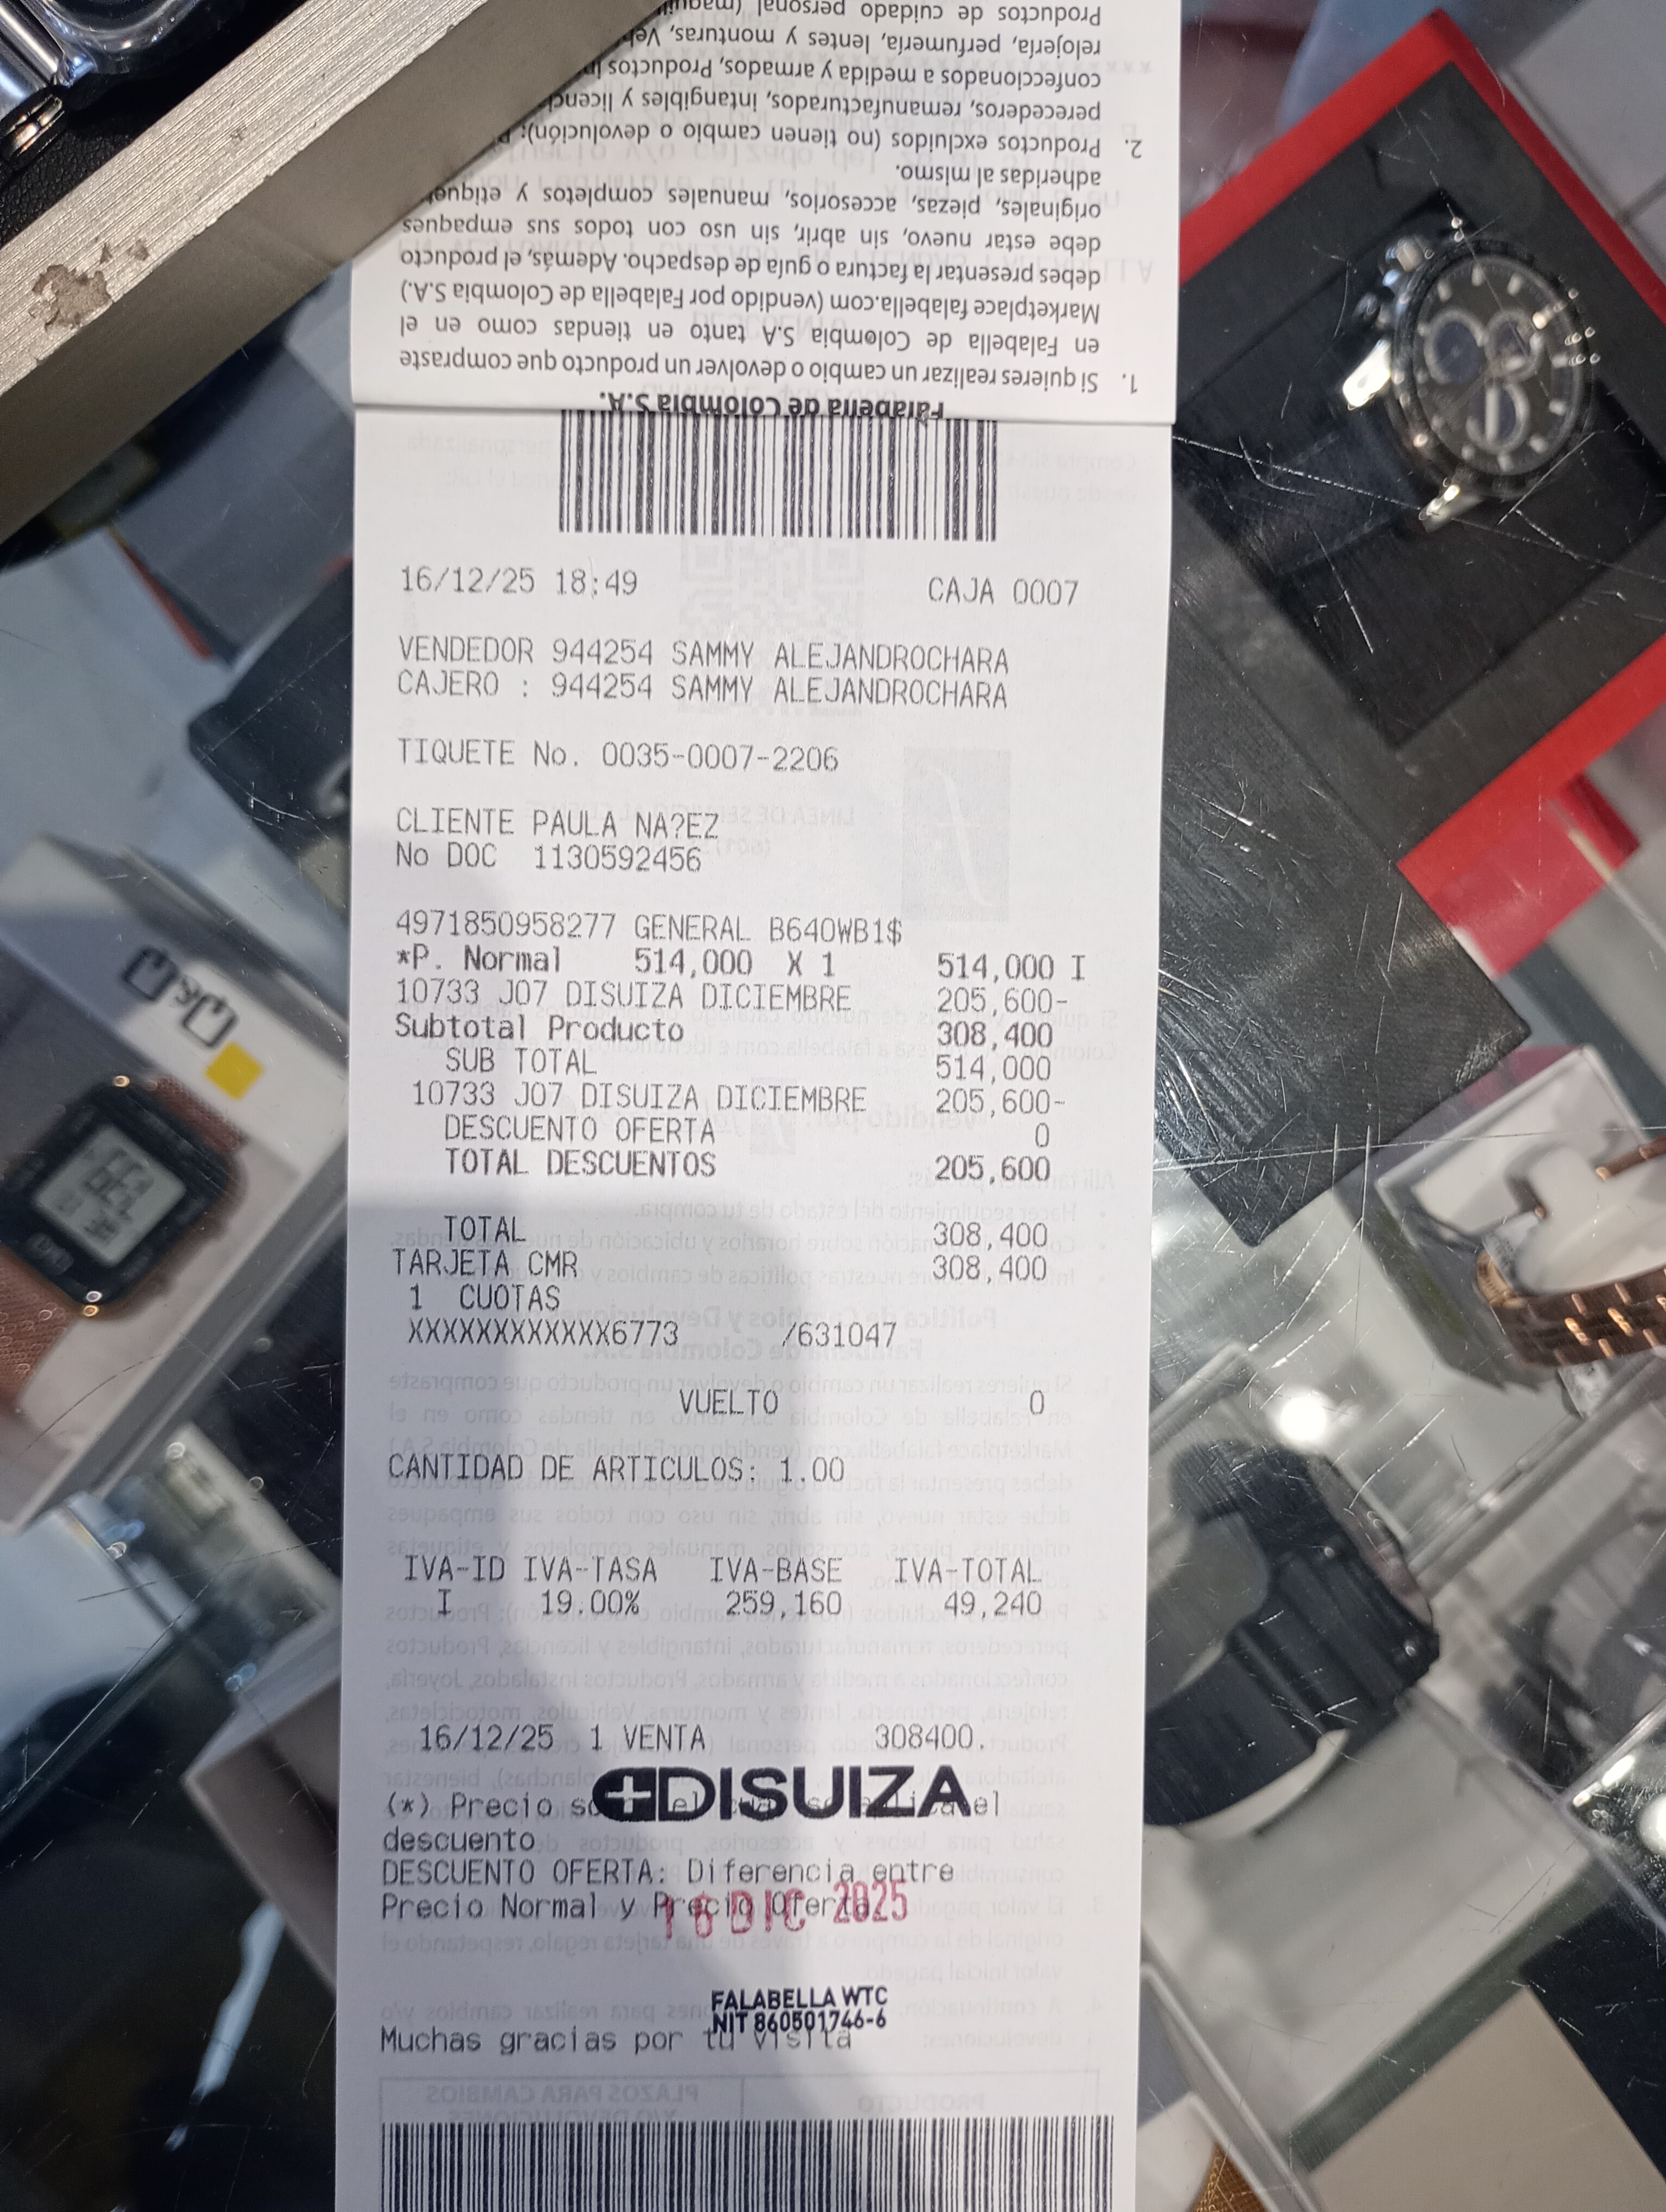 Falabella de Colombia S.A.
1. Si quieres realizar un cambio o devolver un producto que compraste
en Falabella de Colombia S.A tanto en tiendas como en el
Marketplace falabella.com (vendido por Falabella de Colombia S.A.)
debes presentar la factura o guía de despacho. Además, el producto
debe estar nuevo, sin abrir, sin uso con todos sus empaques
originales, piezas, accesorios, manuales completos y
adheridas al mismo.
2. Productos excluidos (no tienen cambio o devolución):
perecederos, remanufacturados, intangibles y
confeccionados a medida y armados, Productos
relojería, perfumería, lentes y monturas,
Productos de cuidado personal
16/12/25 18:49 CAJA 0007
VENDEDOR 944254 SAMMY ALEJANDROCHARA
CAJERO : 944254 SAMMY ALEJANDROCHARA
TIQUETE No. 0035-0007-2206
CLIENTE PAULA NA?EZ
No DOC 1130592456
4971850958277 GENERAL B640WB1$
*P. Normal 514,000 X 1 514,000 I
10733 J07 DISUIZA DICIEMBRE 205,600-
Subtotal Producto 308,400
SUB TOTAL 514,000
10733 J07 DISUIZA DICIEMBRE 205,600-
DESCUENTO OFERTA 0
TOTAL DESCUENTOS 205,600
TOTAL 308,400
TARJETA CMR 308,400
1 CUOTAS
XXXXXXXXXXXX6773 /631047
VUELTO 0
CANTIDAD DE ARTICULOS: 1.00
IVA-ID IVA-TASA IVA-BASE IVA-TOTAL
I 19.00% 259,160 49,240
16/12/25 1 VENTA 308400.
DISUIZA
(*) Precio el
descuento
DESCUENTO OFERTA: Diferencia entre
Precio Normal y Precio Oferta.
16 DIC 2025
FALABELLA WTC
NIT 860501746-6
Muchas gracias por tu visita